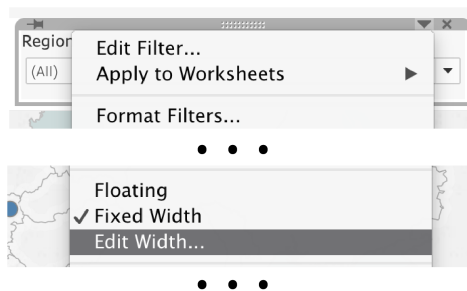 Region
(All)
Edit Filter...
Apply to Worksheets
Format Filters...
Floating
✓ Fixed Width
Edit Width...